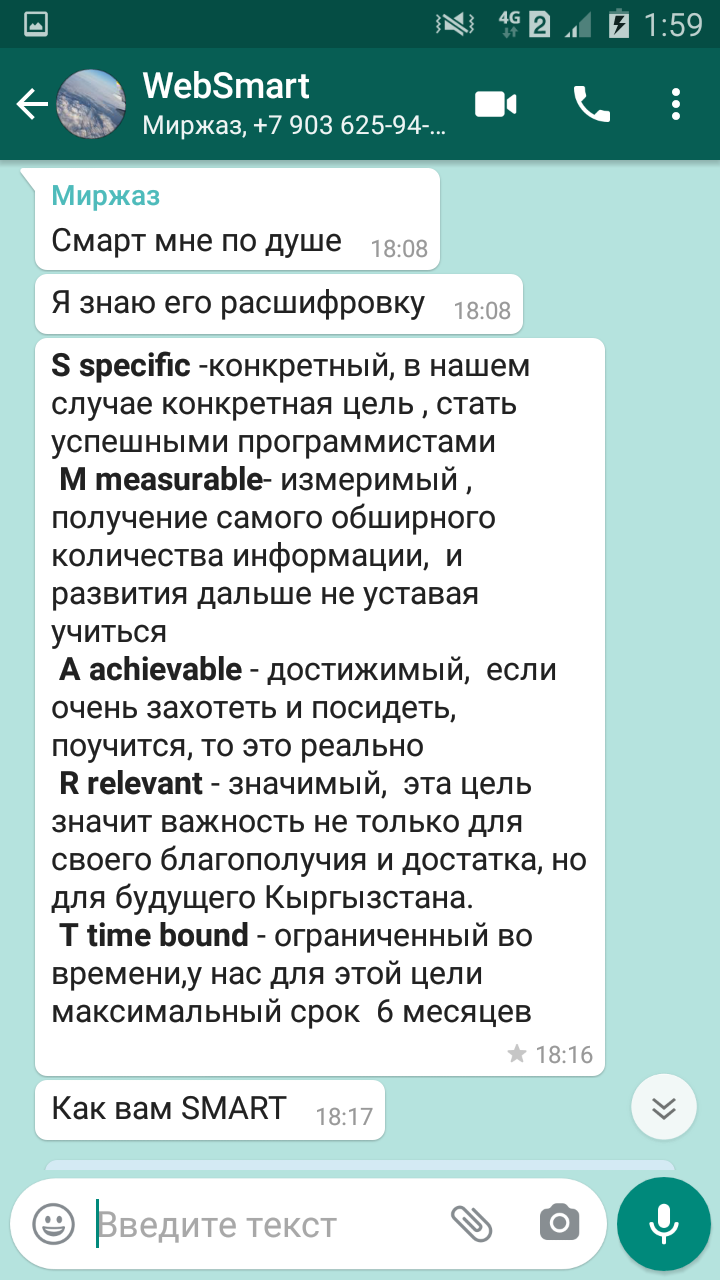 4G 2 1:59
WebSmart
Миржаз, +7 903 625-94-...
Миржаз
Смарт мне по душе 18:08
Я знаю его расшифровку 18:08
S specific -конкретный, в нашем
случае конкретная цель , стать
успешными программистами
M measurable- измеримый ,
получение самого обширного
количества информации, и
развития дальше не уставая
учиться
A achievable - достижимый, если
очень захотеть и посидеть,
поучится, то это реально
R relevant - значимый, эта цель
значит важность не только для
своего благополучия и достатка, но
для будущего Кыргызстана.
T time bound - ограниченный во
времени,у нас для этой цели
максимальный срок 6 месяцев
18:16
Как вам SMART 18:17
Введите текст